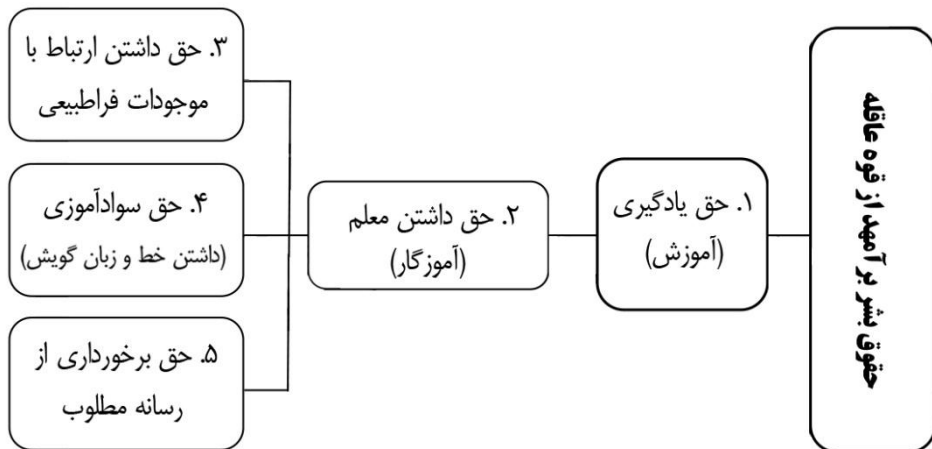 حقوق بشر برآمهد از قوه عاقله
۱. حق یادگیری
(آموزش)
۲. حق داشتن معلم
(آموزگار)
۳. حق داشتن ارتباط با
موجودات فراطبیعی
۴. حق سوادآموزی
(داشتن خط و زبان گویش)
۵. حق برخورداری از
رسانه مطلوب